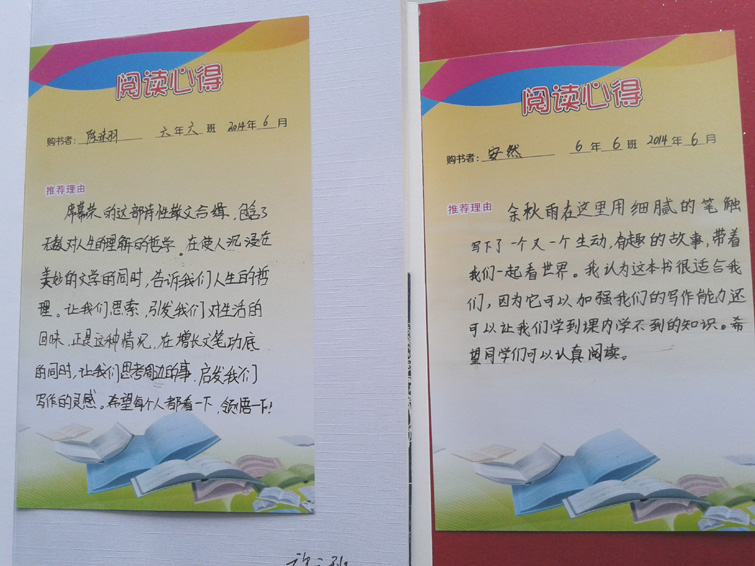 阅读心得
购书者：陈 羽 六年六班 2014年6月
推荐理由
席慕蓉的这部诗性散文合辑，包含了
无数对人生的理解的哲学。在使人沉浸在
美妙的文学的同时，告诉我们人生的哲
理。让我们思索，引发我们对生活的
回味。正是这种情况，在增长文笔功底
的同时，让我们思考周边的事，启发我们
写作的灵感。希望每个人都看一下，领悟一下！
阅读心得
购书者：安然 6年6班 2014年6月
推荐理由
余秋雨在这里用细腻的笔触
写下了一个又一个生动，有趣的故事，带着
我们一起看世界。我认为这本书很适合我
们，因为它可以加强我们的写作能力还
可以让我们学到课内学不到的知识。希
望同学们可以认真阅读。